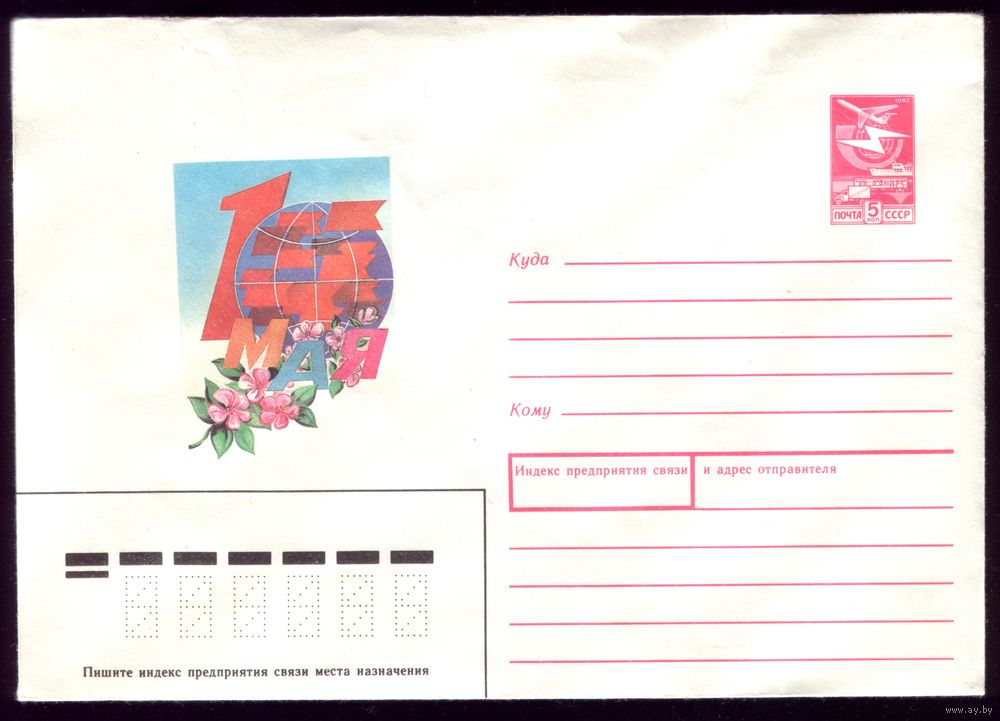 1982
ПОЧТА 5 КОП СССР
1
МАЯ
Куда
Кому
Индекс предприятия связи и адрес отправителя
Пишите индекс предприятия связи места назначения
www.ay.by